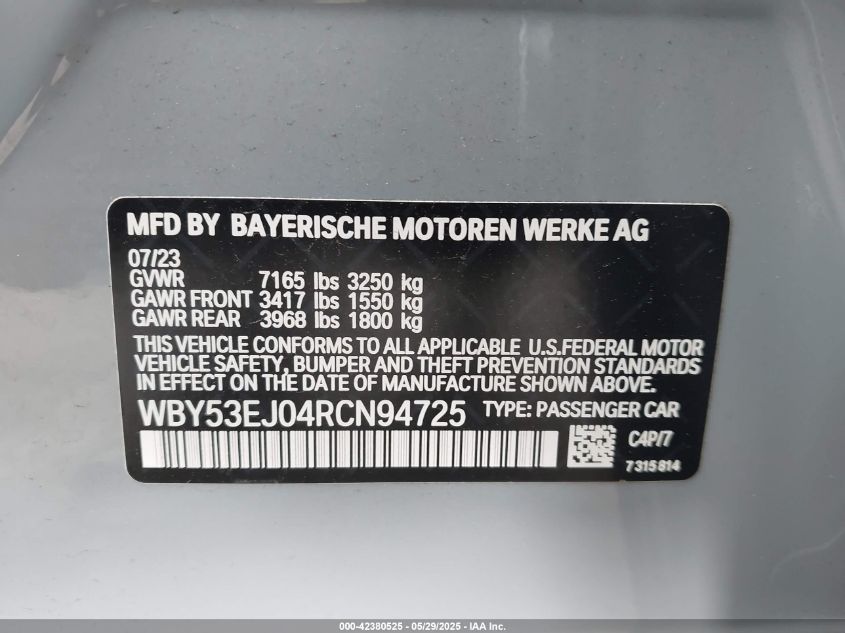 MFD BY BAYERISCHE MOTOREN WERKE AG
07/23
GVWR 7165 lbs 3250 kg
GAWR FRONT 3417 lbs 1550 kg
GAWR REAR 3968 lbs 1800 kg
THIS VEHICLE CONFORMS TO ALL APPLICABLE U.S.FEDERAL MOTOR
VEHICLE SAFETY, BUMPER AND THEFT PREVENTION STANDARDS
IN EFFECT ON THE DATE OF MANUFACTURE SHOWN ABOVE.
WBY53EJ04RCN94725 TYPE: PASSENGER CAR
C4P/7
7315814
000-42380525 - 05/29/2025 - IAA Inc.